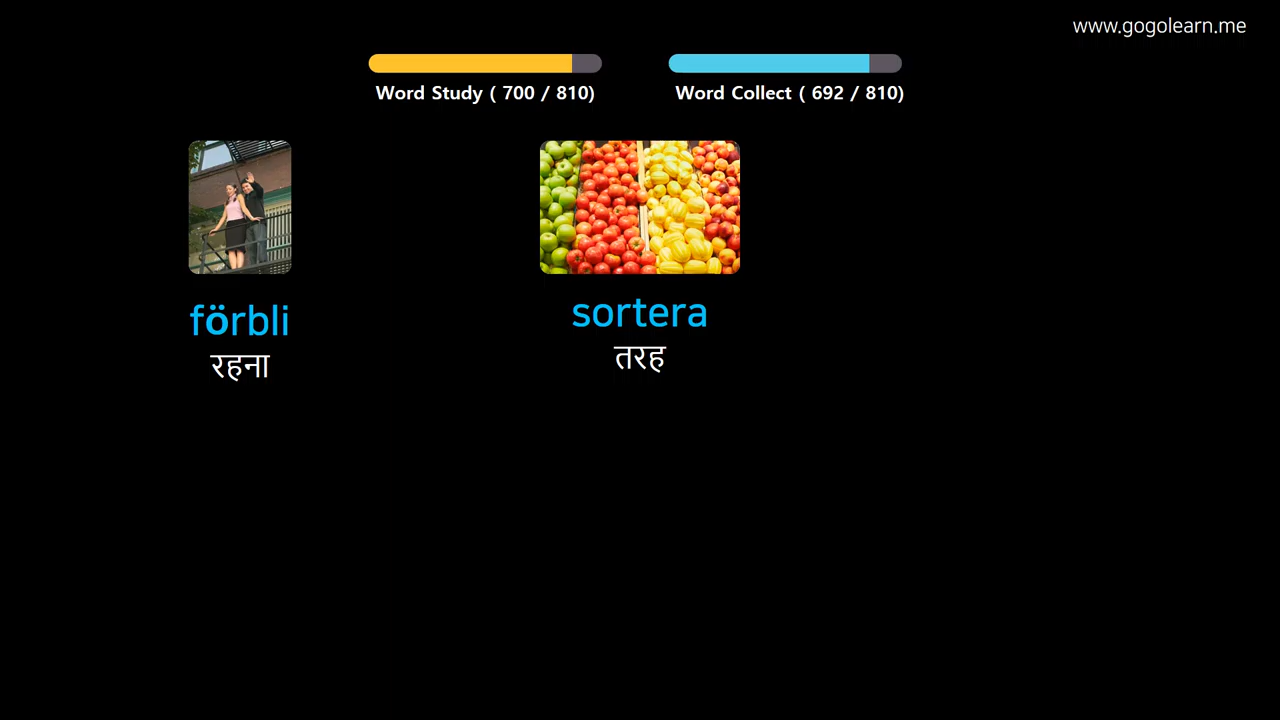 www.gogolearn.me
Word Study ( 700 / 810)
Word Collect ( 692 / 810)
förbli
रहना
sortera
तरह